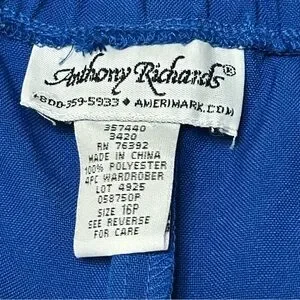 Anthony Richards®
1-800-359-5933 ♦ AMERIMARK.COM
357440
3420
RN 76392
MADE IN CHINA
100% POLYESTER
4PC WARDROBER
LOT 4925
058750P
SIZE 16P
SEE REVERSE
FOR CARE